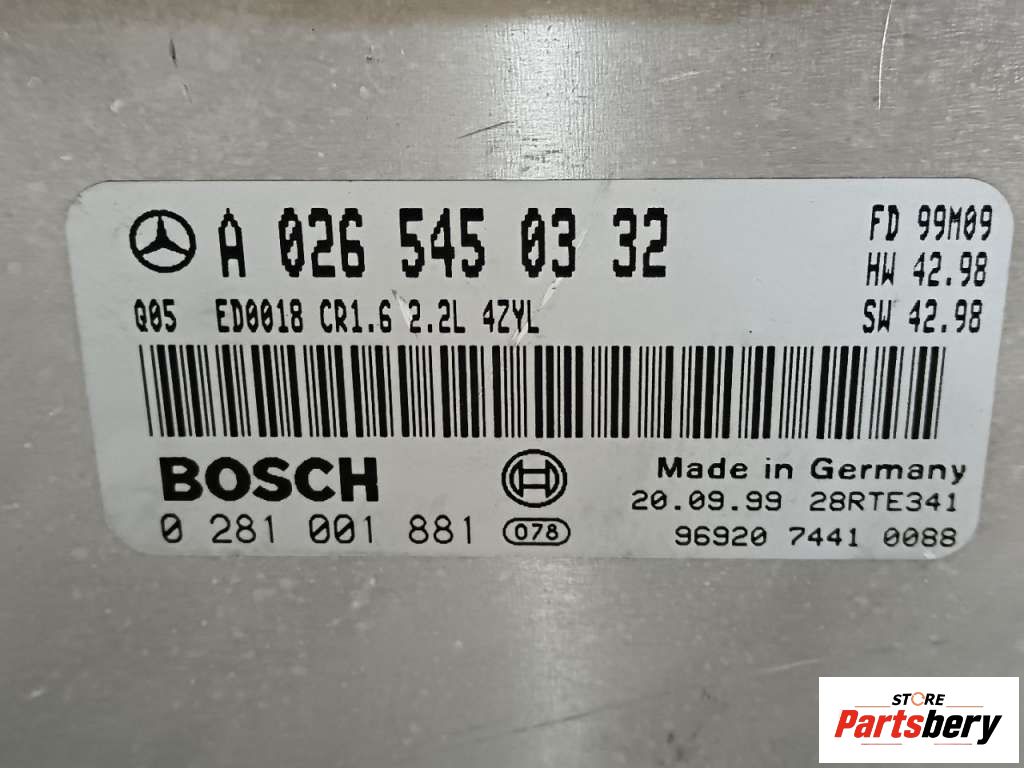 A 026 545 03 32
FD 99M09
HW 42.98
Q05 ED0018 CR1.6 2.2L 4ZYL
SW 42.98
BOSCH
Made in Germany
20.09.99 28RTE341
0 281 001 881 078
96920 7441 0088
STORE
Partsbery